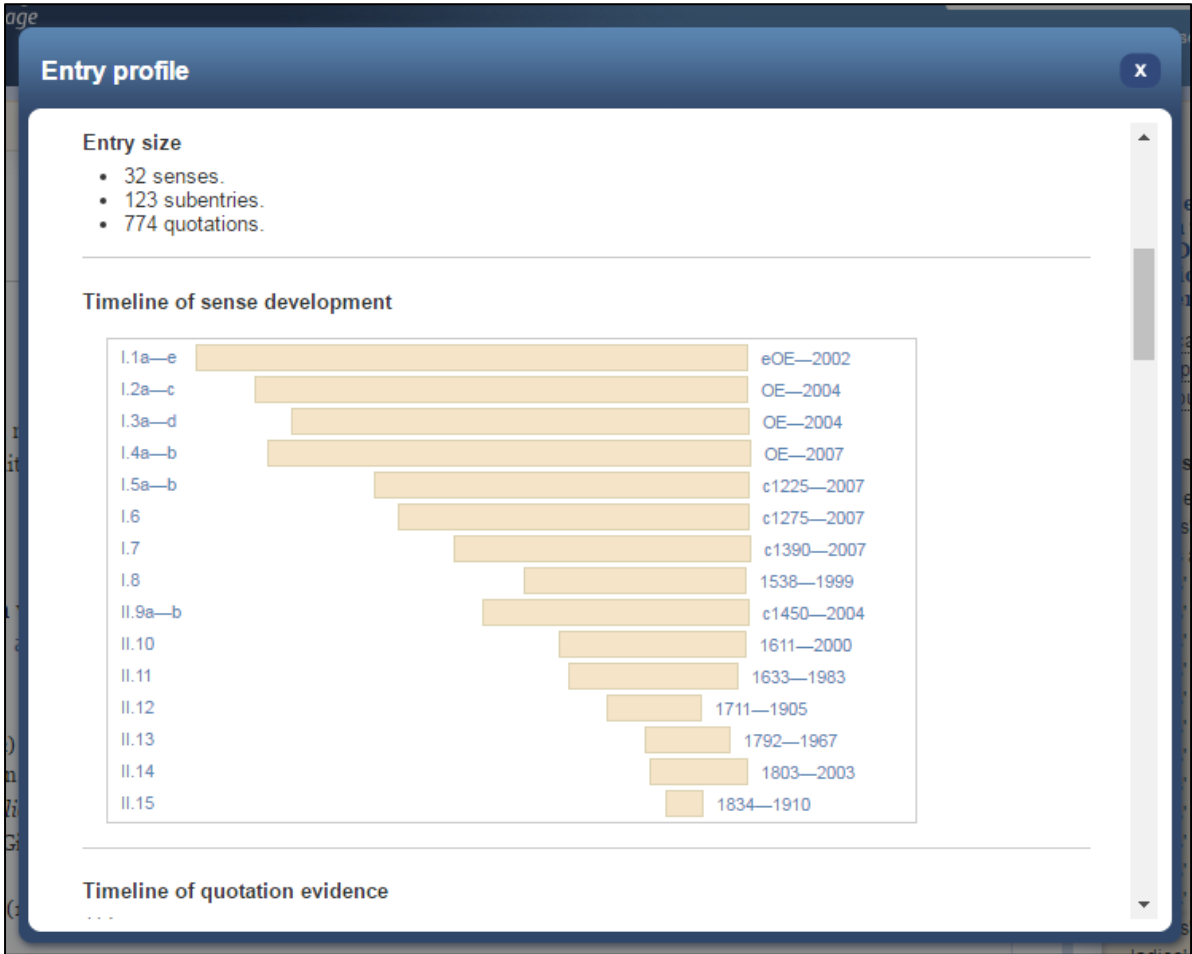 age
Entry profile
x
Entry size
• 32 senses.
• 123 subentries.
• 774 quotations.
Timeline of sense development
I.1a—e eOE—2002
I.2a—c OE—2004
I.3a—d OE—2004
I.4a—b OE—2007
I.5a—b c1225—2007
I.6 c1275—2007
I.7 c1390—2007
I.8 1538—1999
II.9a—b c1450—2004
II.10 1611—2000
II.11 1633—1983
II.12 1711—1905
II.13 1792—1967
II.14 1803—2003
II.15 1834—1910
Timeline of quotation evidence